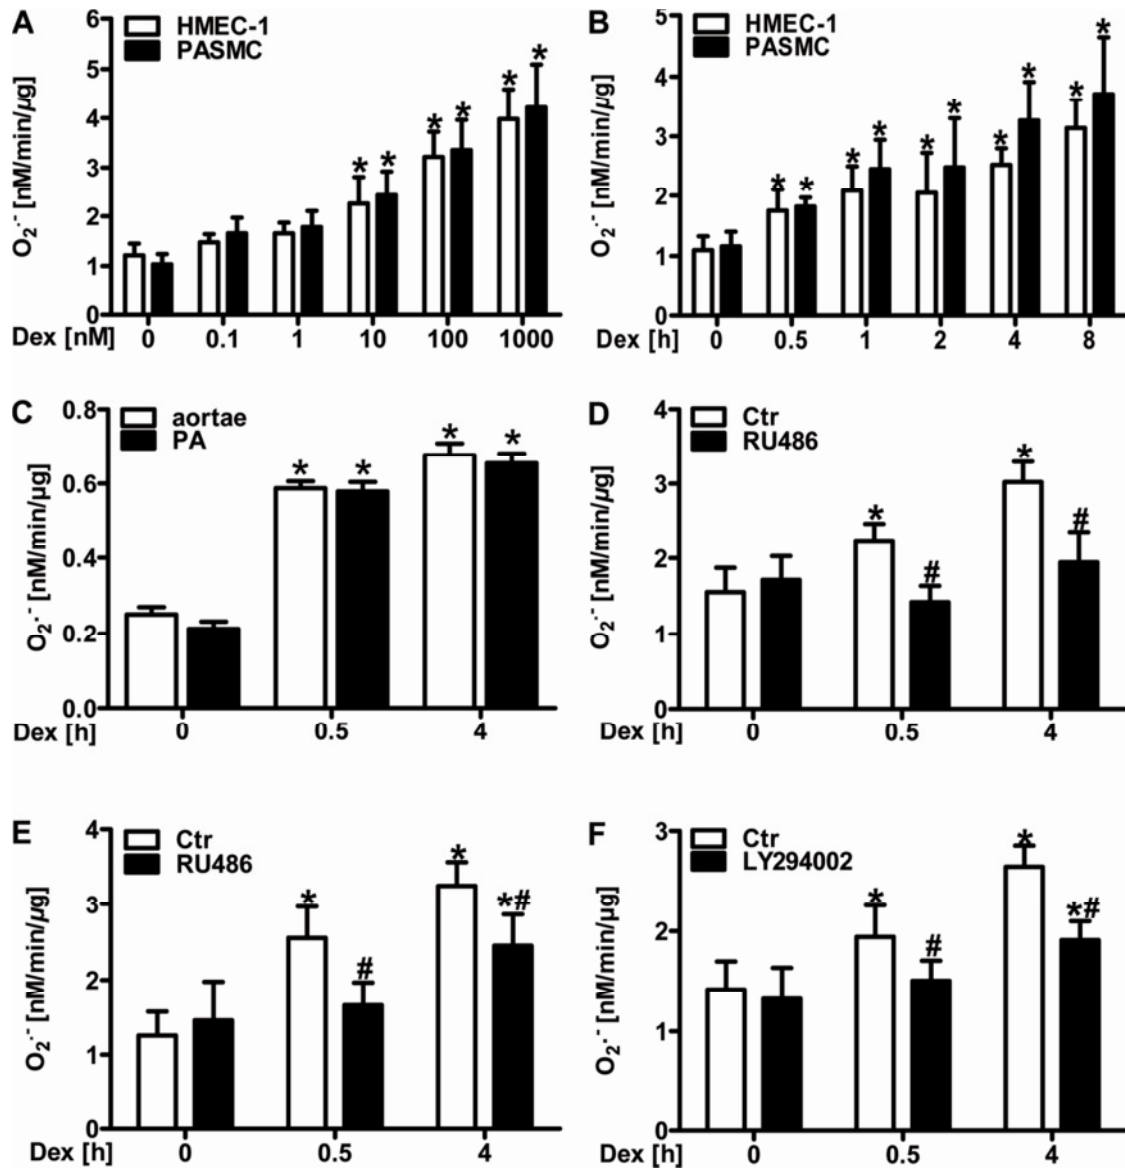 A
HMEC-1
PASMC
O₂·⁻ [nM/min/µg]
6
5
4
3
2
1
0
* * * * * *
Dex [nM] 0 0.1 1 10 100 1000
B
HMEC-1
PASMC
O₂·⁻ [nM/min/µg]
5
4
3
2
1
0
* * * * * * * * * *
Dex [h] 0 0.5 1 2 4 8
C
aortae
PA
O₂·⁻ [nM/min/µg]
0.8
0.6
0.4
0.2
0.0
* * * *
Dex [h] 0 0.5 4
D
Ctr
RU486
O₂·⁻ [nM/min/µg]
4
3
2
1
0
* # * #
Dex [h] 0 0.5 4
E
Ctr
RU486
O₂·⁻ [nM/min/µg]
4
3
2
1
0
* # * *#
Dex [h] 0 0.5 4
F
Ctr
LY294002
O₂·⁻ [nM/min/µg]
3
2
1
0
* # * *#
Dex [h] 0 0.5 4